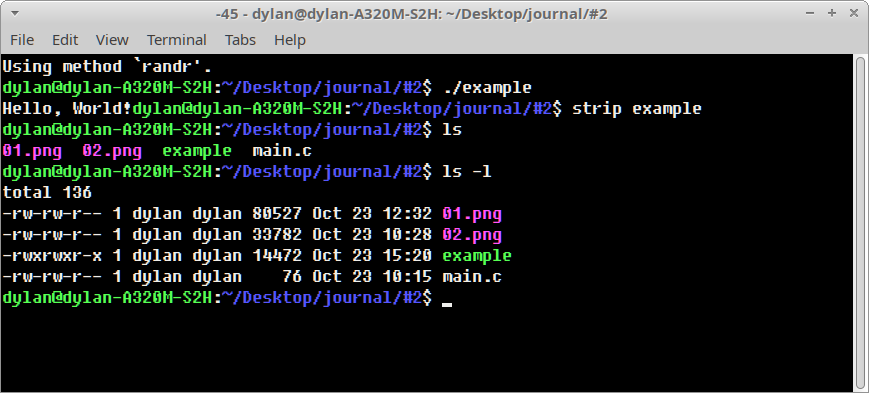 -45 - dylan@dylan-A320M-S2H: ~/Desktop/journal/#2
File Edit View Terminal Tabs Help
Using method `randr'.
dylan@dylan-A320M-S2H:~/Desktop/journal/#2$ ./example
Hello, World!dylan@dylan-A320M-S2H:~/Desktop/journal/#2$ strip example
dylan@dylan-A320M-S2H:~/Desktop/journal/#2$ ls
01.png  02.png  example  main.c
dylan@dylan-A320M-S2H:~/Desktop/journal/#2$ ls -l
total 136
-rw-rw-r-- 1 dylan dylan 80527 Oct 23 12:32 01.png
-rw-rw-r-- 1 dylan dylan 33782 Oct 23 10:28 02.png
-rwxrwxr-x 1 dylan dylan 14472 Oct 23 15:20 example
-rw-rw-r-- 1 dylan dylan    76 Oct 23 10:15 main.c
dylan@dylan-A320M-S2H:~/Desktop/journal/#2$